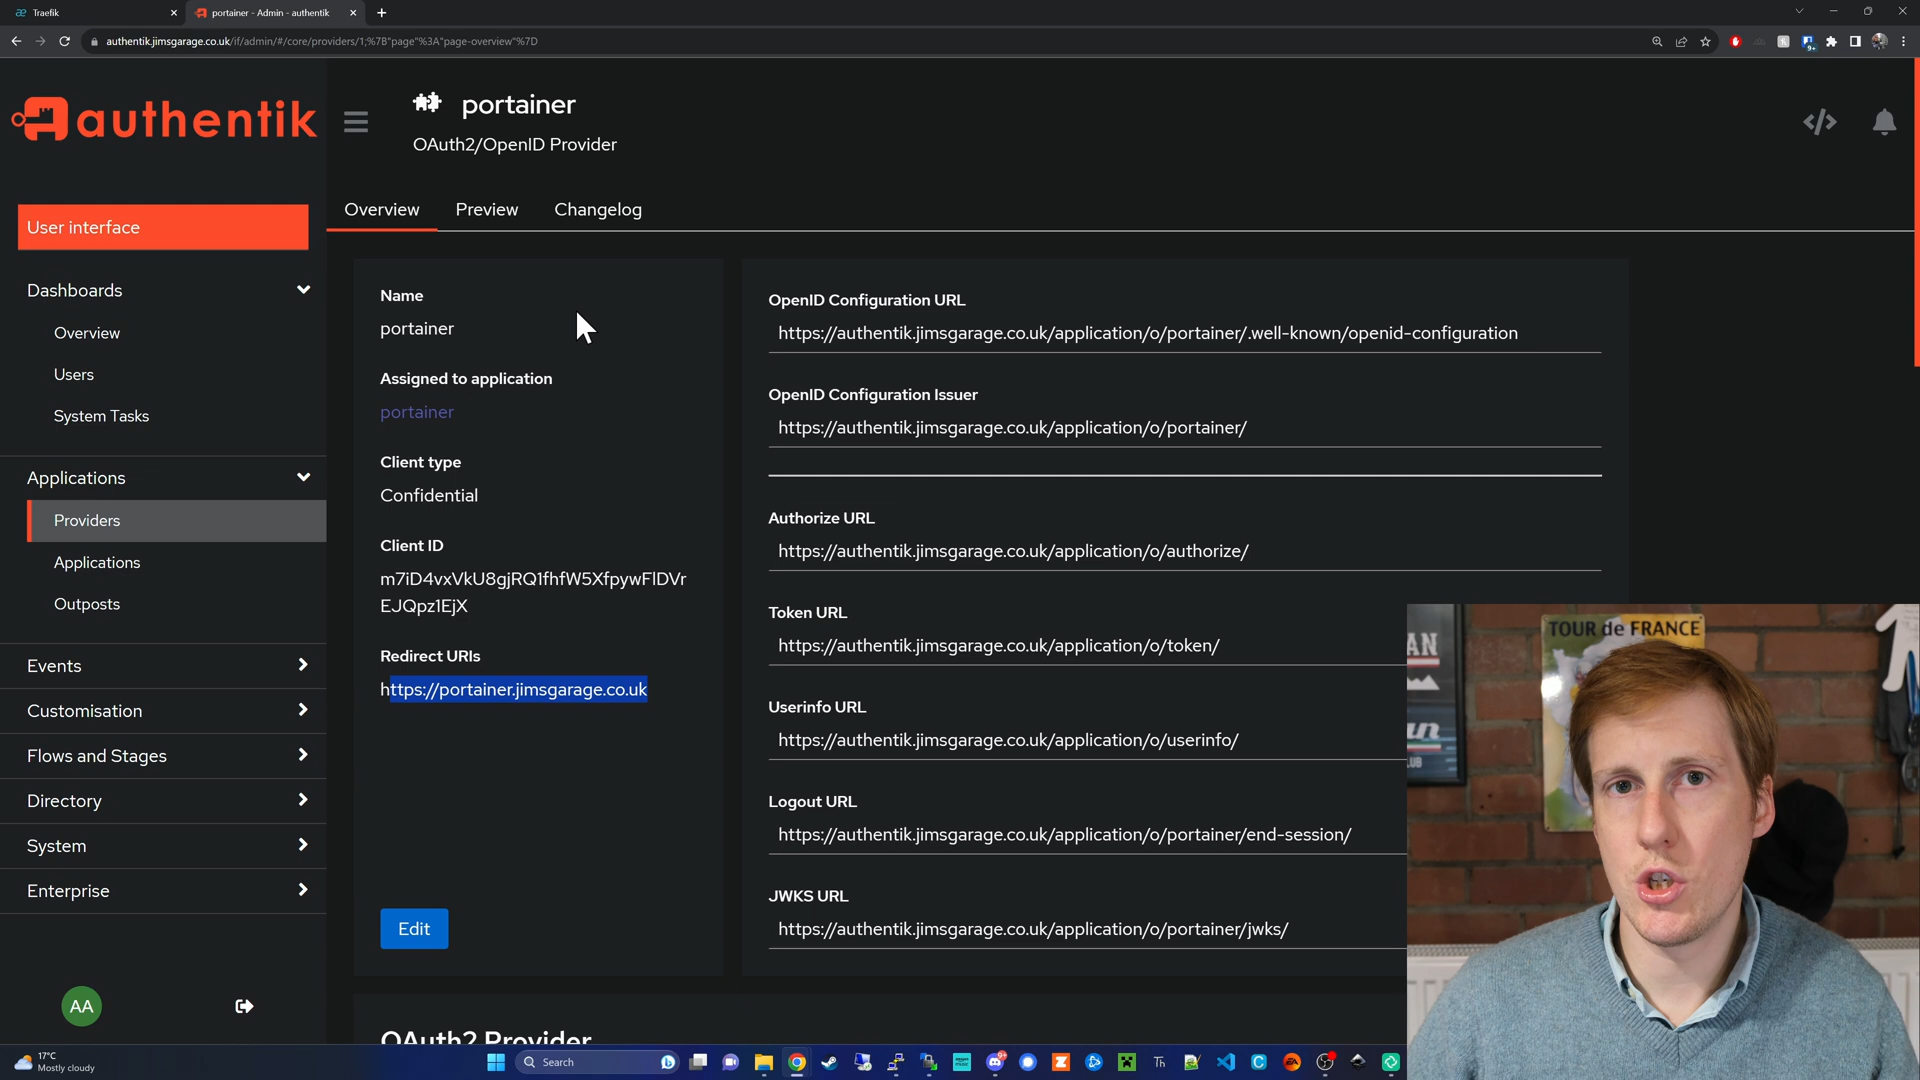 Traefik
portainer - Admin - authentik
authentik.jimsgarage.co.uk/if/admin/#/core/providers/1;%7B"page"%3A"page-overview"%7D
authentik
portainer
OAuth2/OpenID Provider
User interface
Overview
Preview
Changelog
Dashboards
Overview
Users
System Tasks
Applications
Providers
Applications
Outposts
Events
Customisation
Flows and Stages
Directory
System
Enterprise
AA
Name
portainer
Assigned to application
portainer
Client type
Confidential
Client ID
m7iD4vxVkU8gjRQ1fhfW5XfpywFlDVr
EJQpz1EjX
Redirect URIs
https://portainer.jimsgarage.co.uk
Edit
OpenID Configuration URL
https://authentik.jimsgarage.co.uk/application/o/portainer/.well-known/openid-configuration
OpenID Configuration Issuer
https://authentik.jimsgarage.co.uk/application/o/portainer/
Authorize URL
https://authentik.jimsgarage.co.uk/application/o/authorize/
Token URL
https://authentik.jimsgarage.co.uk/application/o/token/
Userinfo URL
https://authentik.jimsgarage.co.uk/application/o/userinfo/
Logout URL
https://authentik.jimsgarage.co.uk/application/o/portainer/end-session/
JWKS URL
https://authentik.jimsgarage.co.uk/application/o/portainer/jwks/
OAuth2 Provider
TOUR de FRANCE
17°C
Mostly cloudy
Search